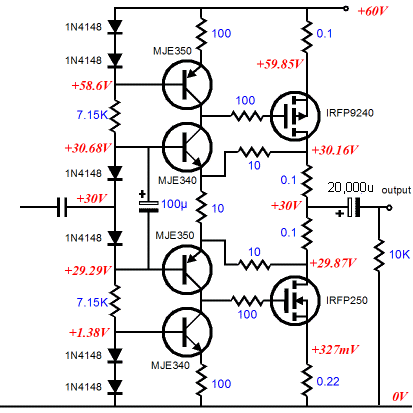 +60V
1N4148
MJE350
100
0.1
1N4148
+59.85V
+58.6V
100
IRFP9240
7.15K
+30.68V
+30.16V
MJE340
10
1N4148
0.1
20,000u
output
+30V
+
100µ
10
+30V
+
MJE350
0.1
1N4148
10
10K
+29.29V
+29.87V
7.15K
100
IRFP250
+1.38V
MJE340
+327mV
1N4148
100
0.22
1N4148
0V